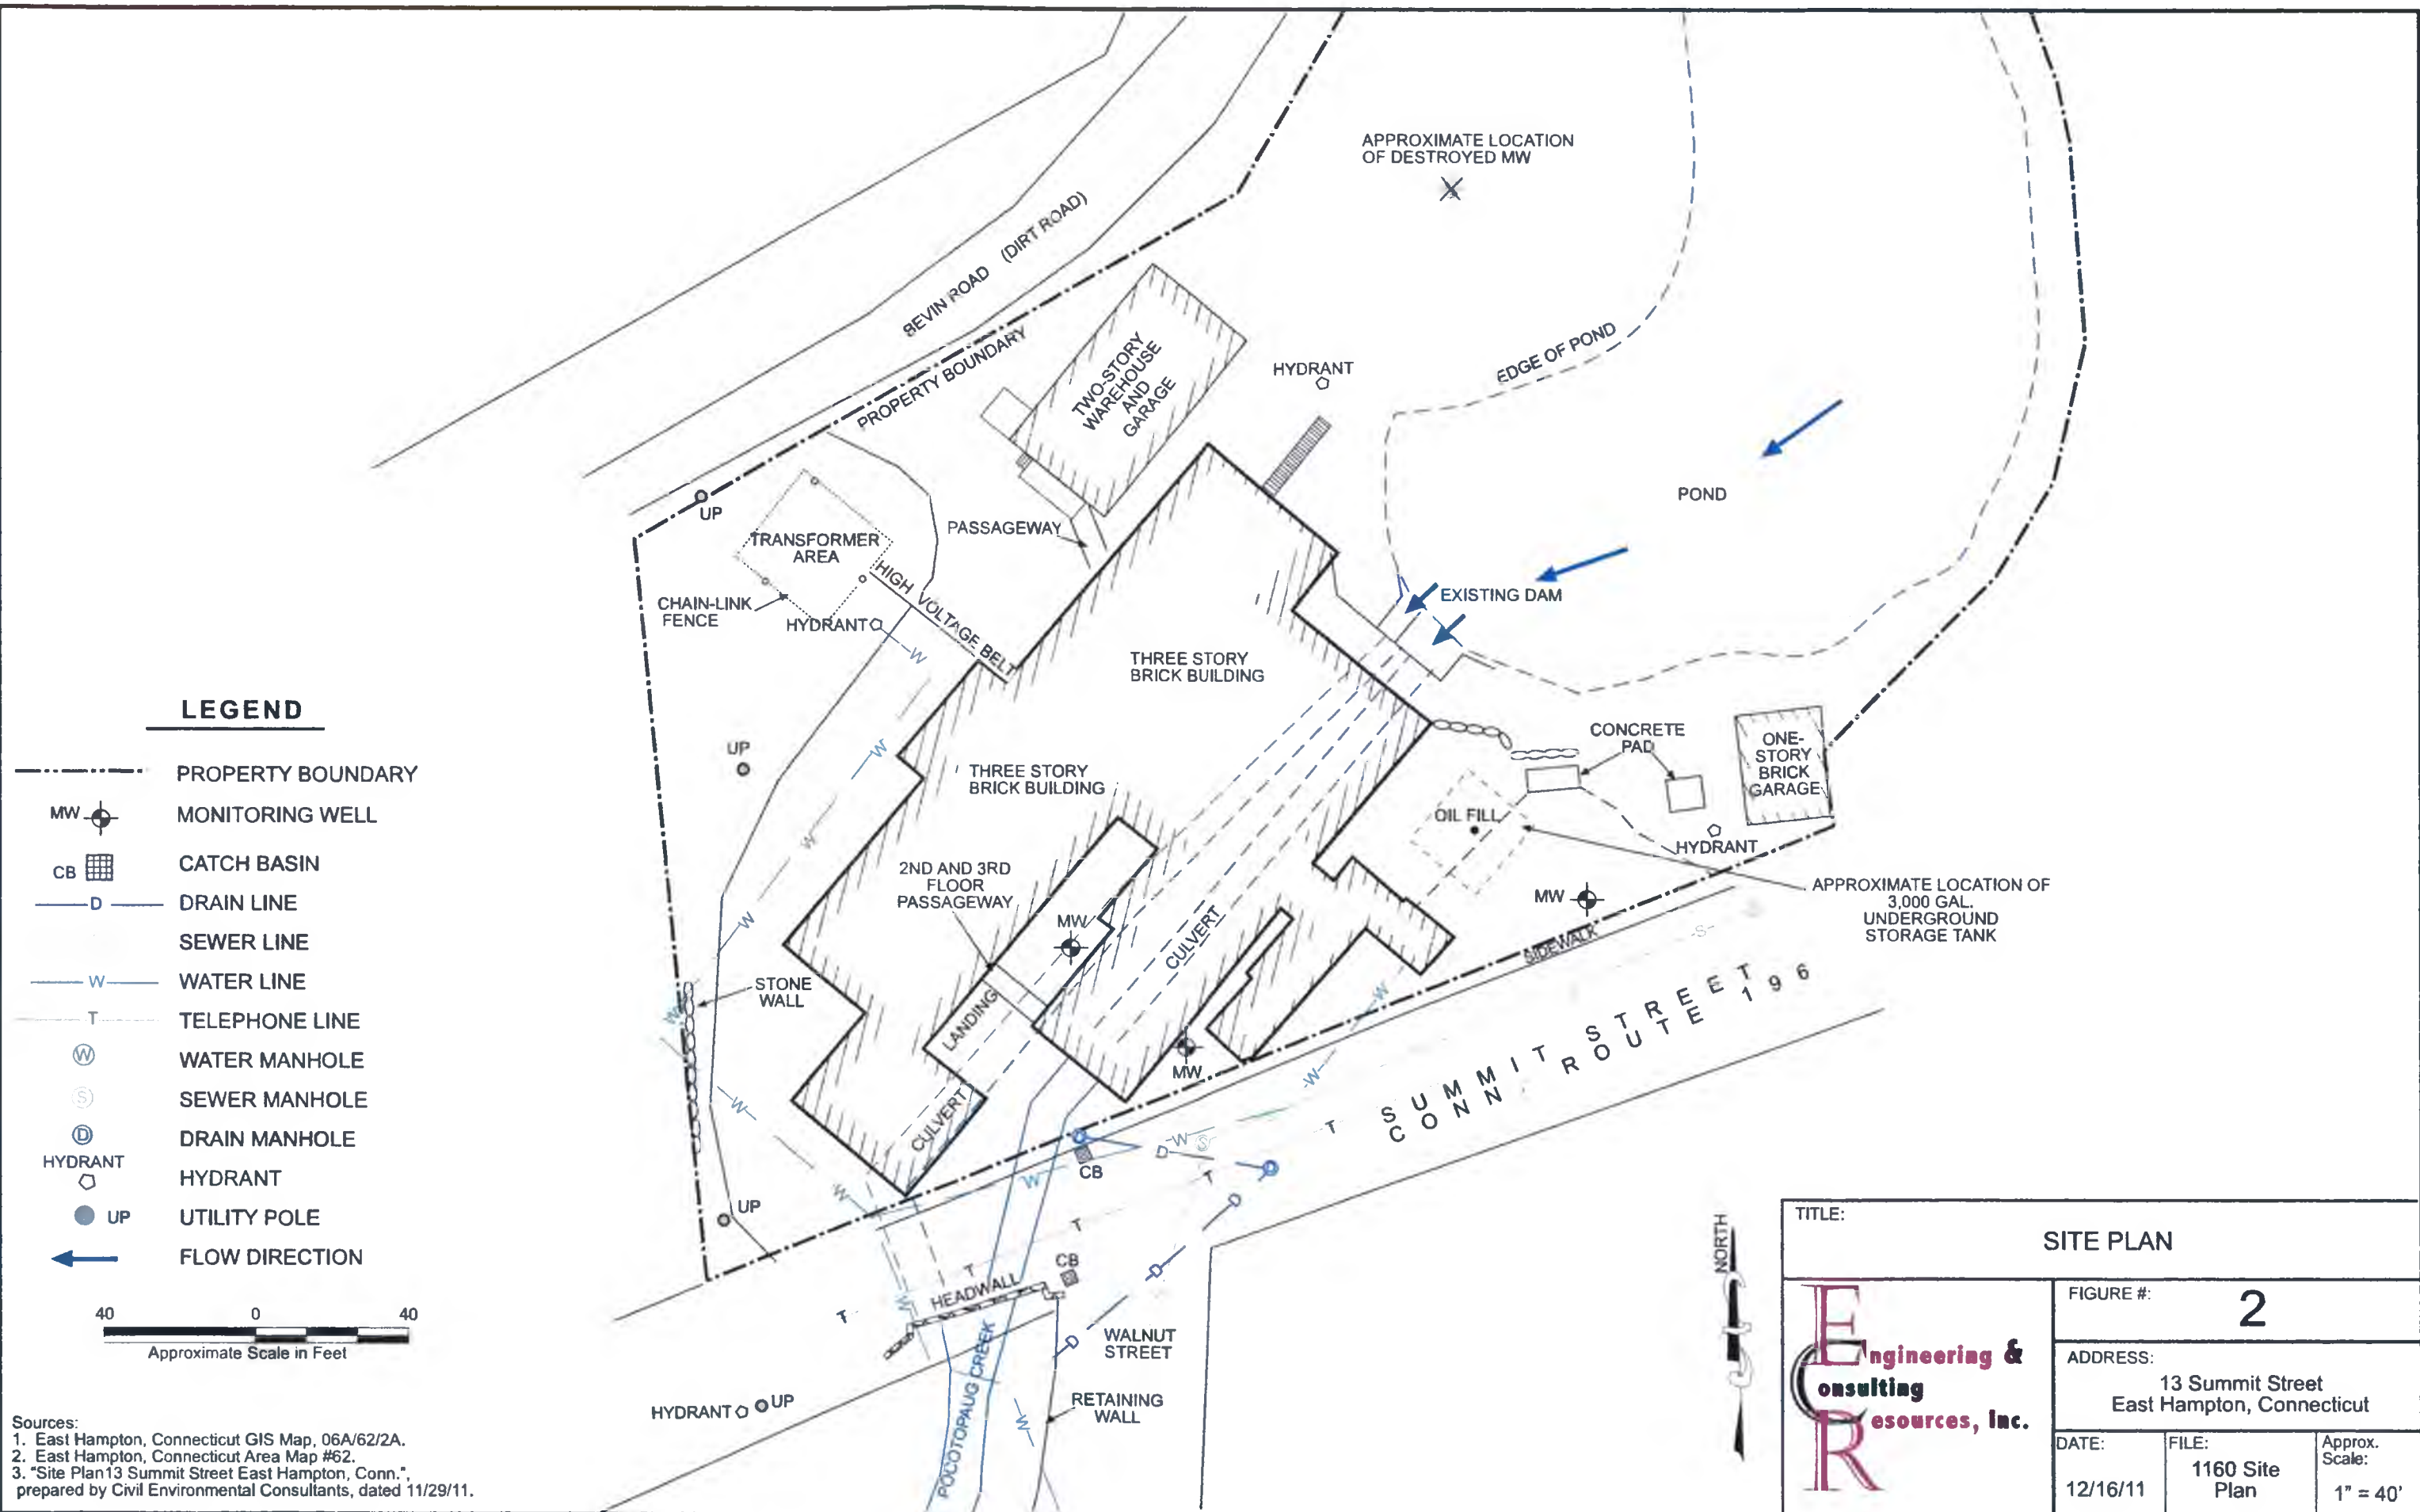 APPROXIMATE LOCATION
OF DESTROYED MW
BEVIN ROAD (DIRT ROAD)
PROPERTY BOUNDARY
TWO-STORY
WAREHOUSE
AND
GARAGE
HYDRANT
EDGE OF POND
POND
UP
TRANSFORMER
AREA
PASSAGEWAY
CHAIN-LINK
FENCE
HYDRANT
HIGH VOLTAGE BELT
W
EXISTING DAM
THREE STORY
BRICK BUILDING
UP
W
THREE STORY
BRICK BUILDING
CONCRETE
PAD
ONE-
STORY
BRICK
GARAGE
OIL FILL
HYDRANT
W
2ND AND 3RD
FLOOR
PASSAGEWAY
MW
W
CULVERT
MW
APPROXIMATE LOCATION OF
3,000 GAL.
UNDERGROUND
STORAGE TANK
SIDEWALK
S
STONE
WALL
W
LANDING
W
MW
SUMMIT STREET
CONN. ROUTE 196
W
W
CULVERT
T
CB
W
S
D
W
W
T
D
UP
T
T
CB
HEADWALL
D
T
W
D
WALNUT
STREET
POCOTOPAUG CREEK
RETAINING
WALL
W
HYDRANT
UP
LEGEND
PROPERTY BOUNDARY
MW MONITORING WELL
CB CATCH BASIN
D DRAIN LINE
SEWER LINE
W WATER LINE
T TELEPHONE LINE
W WATER MANHOLE
S SEWER MANHOLE
D DRAIN MANHOLE
HYDRANT
HYDRANT
UP UTILITY POLE
FLOW DIRECTION
40 0 40
Approximate Scale in Feet
Sources:
1. East Hampton, Connecticut GIS Map, 06A/62/2A.
2. East Hampton, Connecticut Area Map #62.
3. "Site Plan13 Summit Street East Hampton, Conn.",
prepared by Civil Environmental Consultants, dated 11/29/11.
NORTH
TITLE:
SITE PLAN
Engineering &
Consulting
Resources, Inc.
FIGURE #:
2
ADDRESS:
13 Summit Street
East Hampton, Connecticut
DATE:
12/16/11
FILE:
1160 Site
Plan
Approx.
Scale:
1" = 40'